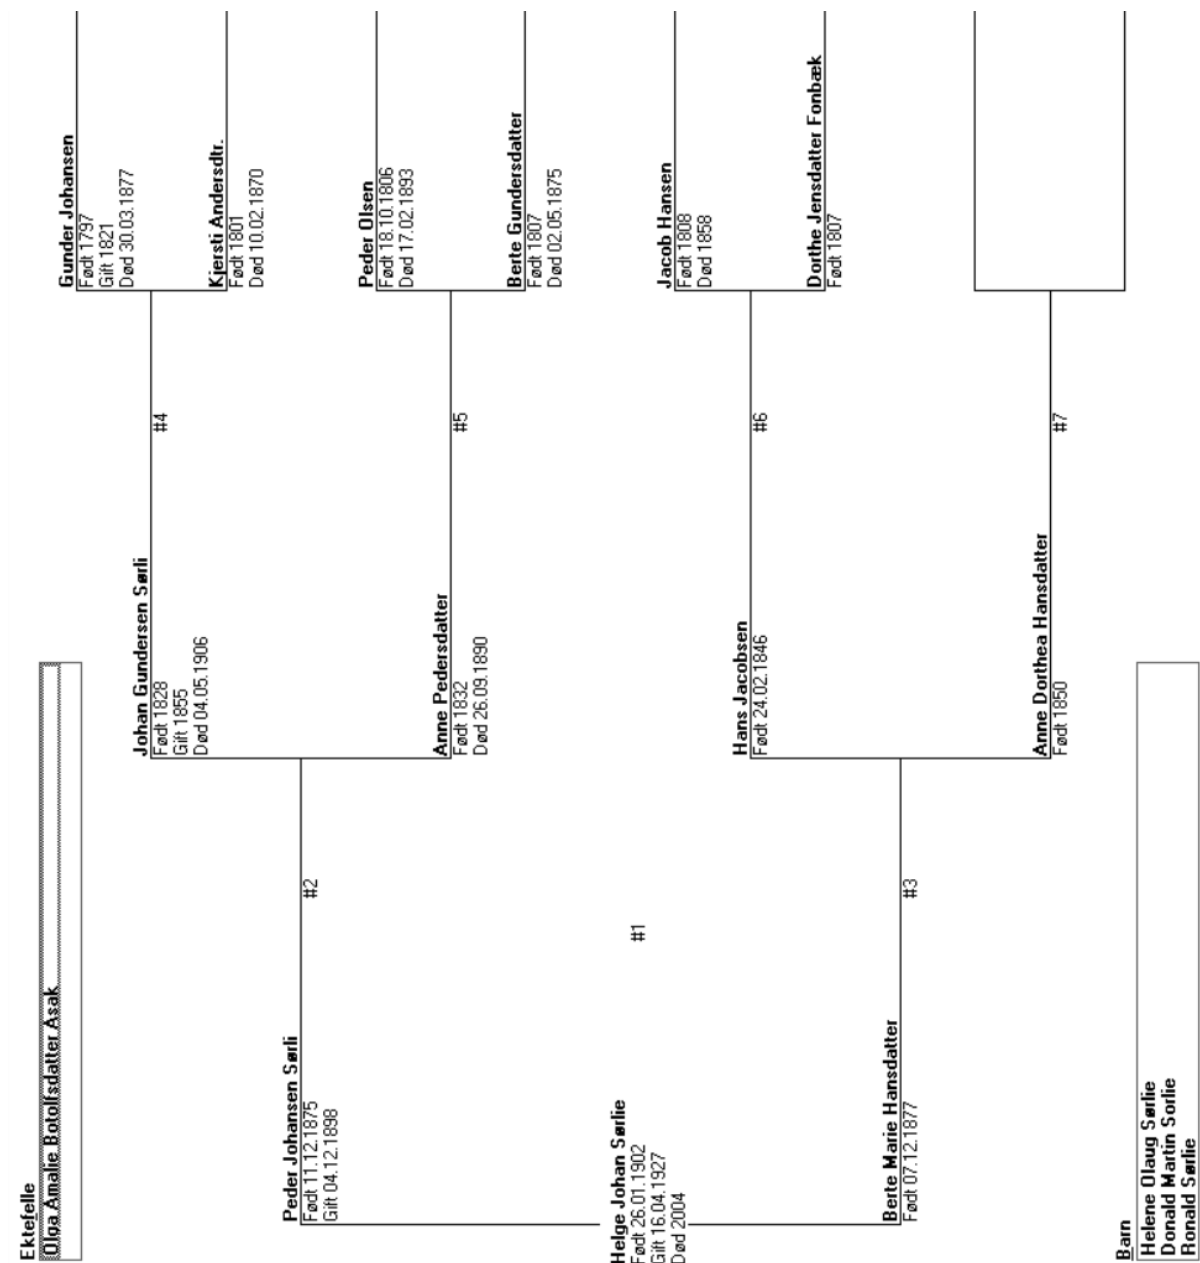 Ektefelle
Olga Amalie Botolfsdatter Asak
Gunder Johansen
Født 1797
Gift 1821
Død 30.03.1877
Johan Gundersen Sørli
Født 1828
Gift 1855
Død 04.05.1906
#4
Kjersti Andersdtr.
Født 1801
Død 10.02.1870
Peder Johansen Sørli
Født 11.12.1875
Gift 04.12.1898
#2
Peder Olsen
Født 18.10.1806
Død 17.02.1893
Anne Pedersdatter
Født 1832
Død 26.09.1890
#5
Berte Gundersdatter
Født 1807
Død 02.05.1875
Helge Johan Sørlie
Født 26.01.1902
Gift 16.04.1927
Død 2004
#1
Jacob Hansen
Født 1808
Død 1858
Hans Jacobsen
Født 24.02.1846
#6
Dorthe Jensdatter Fonbæk
Født 1807
Berte Marie Hansdatter
Født 07.12.1877
#3
Anne Dorthea Hansdatter
Født 1850
#7
Barn
Helene Olaug Sørlie
Donald Martin Sorlie
Ronald Sørlie